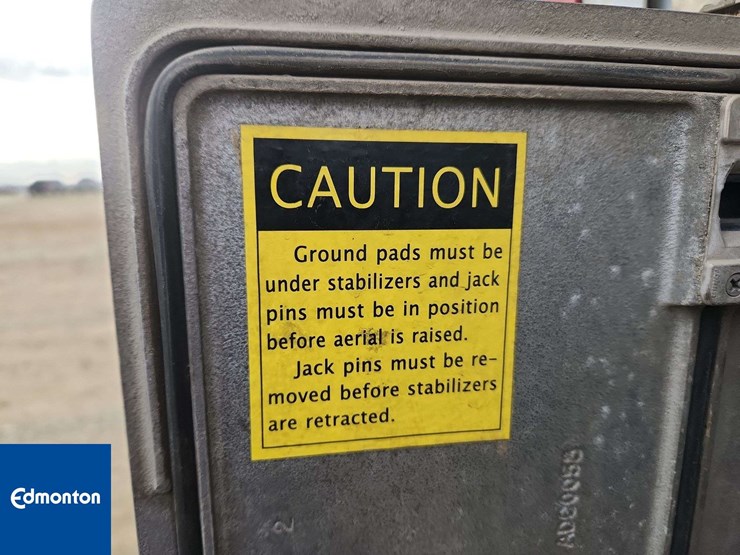 CAUTION
Ground pads must be
under stabilizers and jack
pins must be in position
before aerial is raised.
Jack pins must be re-
moved before stabilizers
are retracted.
2
Edmonton